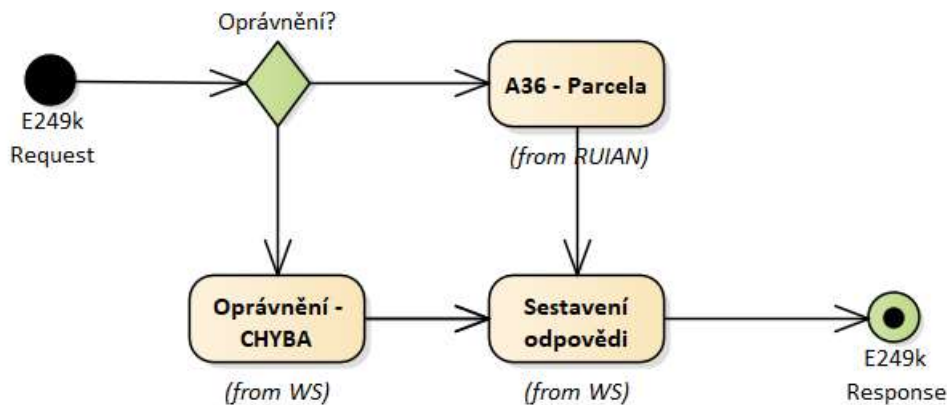 Oprávnění?
E249k
Request
A36 - Parcela
(from RUIAN)
Oprávnění -
CHYBA
(from WS)
Sestavení
odpovědi
(from WS)
E249k
Response